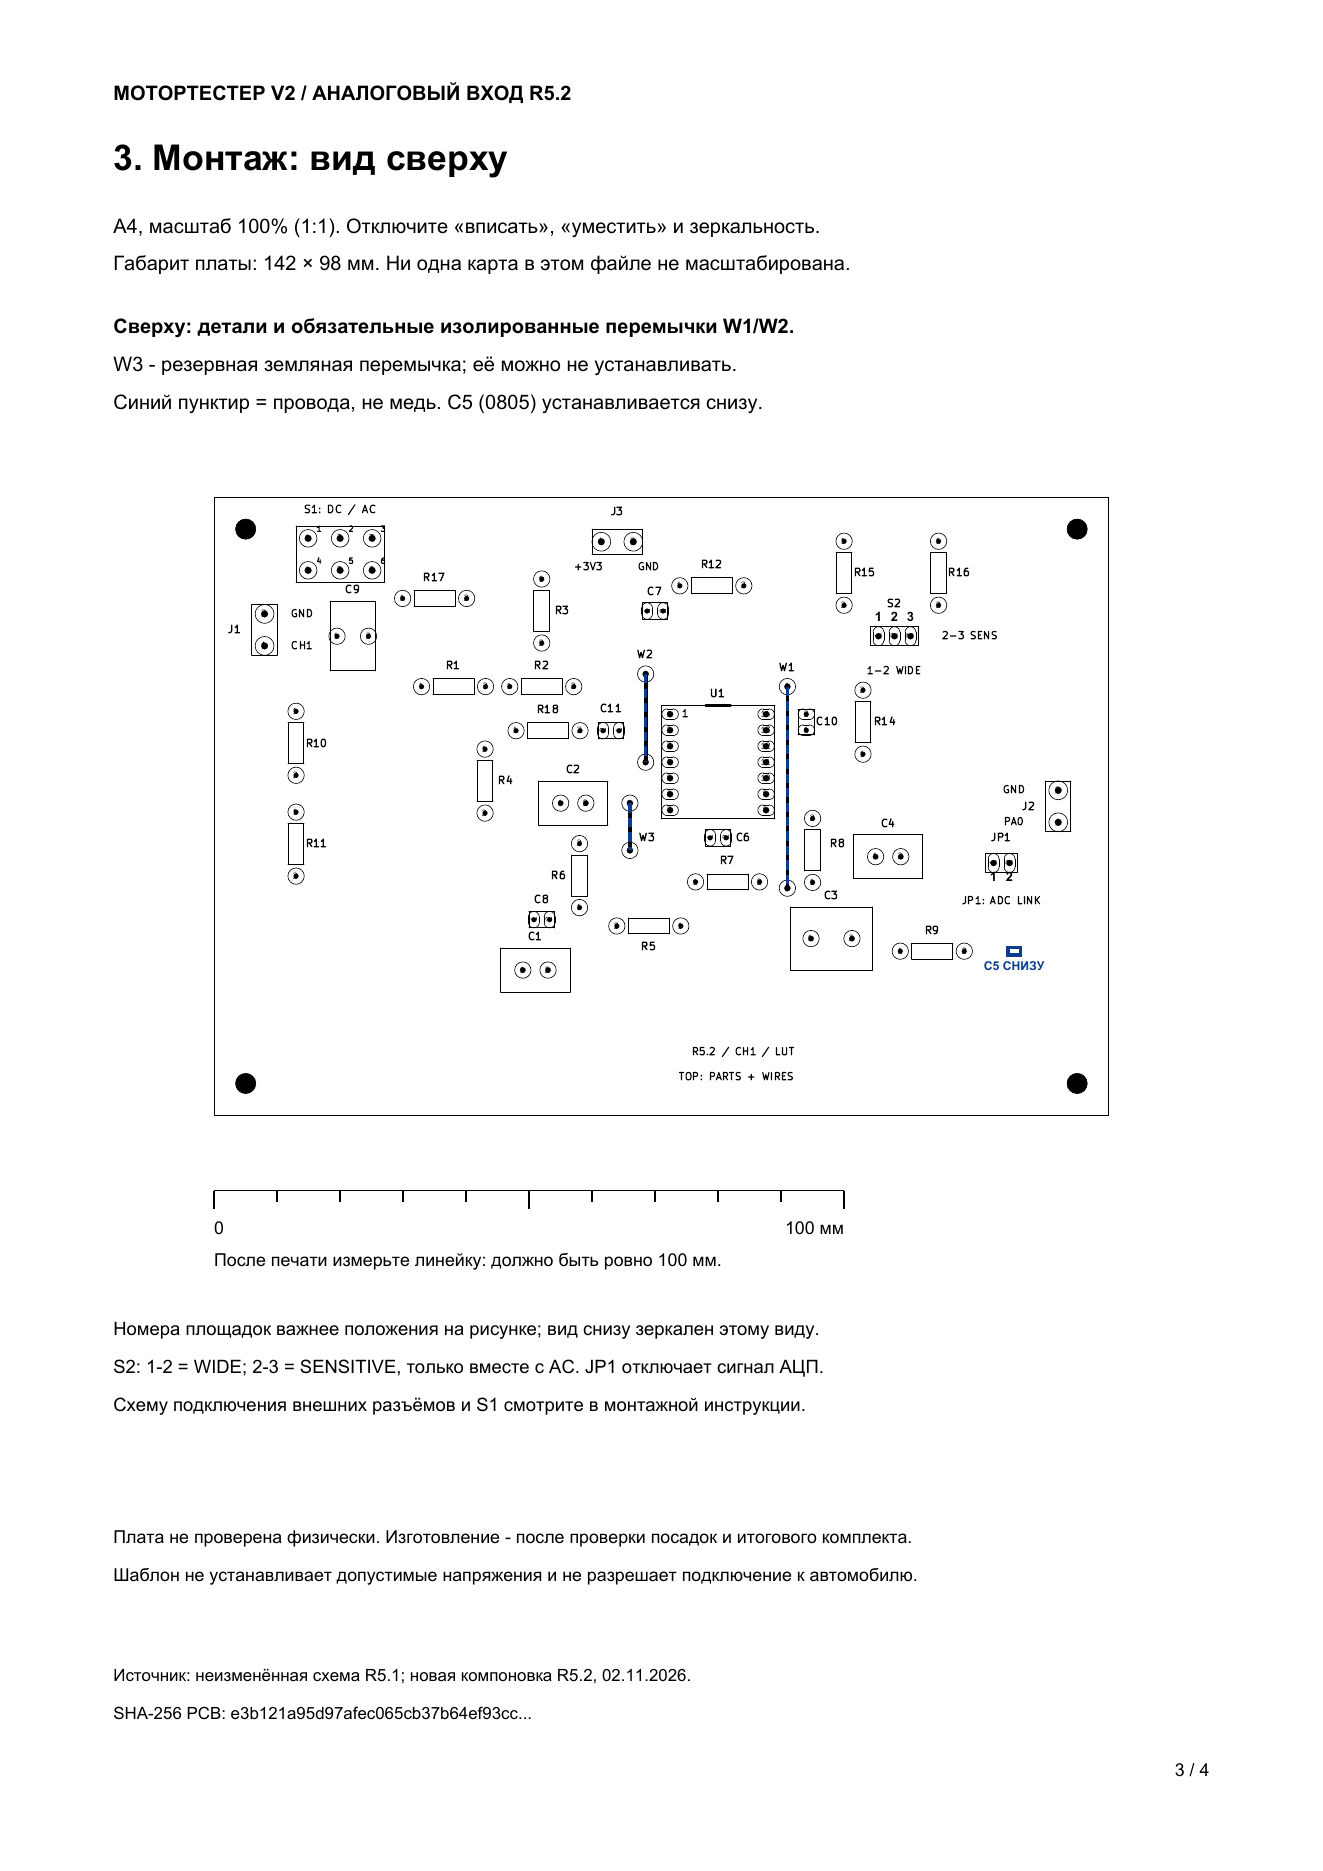 МОТОРТЕСТЕР V2 / АНАЛОГОВЫЙ ВХОД R5.2
3. Монтаж: вид сверху
А4, масштаб 100% (1:1). Отключите «вписать», «уместить» и зеркальность.
Габарит платы: 142 × 98 мм. Ни одна карта в этом файле не масштабирована.
Сверху: детали и обязательные изолированные перемычки W1/W2.
W3 - резервная земляная перемычка; её можно не устанавливать.
Синий пунктир = провода, не медь. C5 (0805) устанавливается снизу.
S1: DC / AC
J3
1 2 3
4 5 6
+3V3 GND
R12
R15
R16
R17
C9
C7
R3
S2
1 2 3
J1
GND
CH1
2-3 SENS
W2
R1
R2
W1
1-2 WIDE
U1
1
R18
C11
C10
R14
R10
R4
C2
GND
J2
PA0
R11
W3
C6
R8
C4
JP1
1 2
R7
R6
C8
C3
JP1: ADC LINK
C1
R5
R9
C5 СНИЗУ
R5.2 / CH1 / LUT
TOP: PARTS + WIRES
0
100 мм
После печати измерьте линейку: должно быть ровно 100 мм.
Номера площадок важнее положения на рисунке; вид снизу зеркален этому виду.
S2: 1-2 = WIDE; 2-3 = SENSITIVE, только вместе с AC. JP1 отключает сигнал АЦП.
Схему подключения внешних разъёмов и S1 смотрите в монтажной инструкции.
Плата не проверена физически. Изготовление - после проверки посадок и итогового комплекта.
Шаблон не устанавливает допустимые напряжения и не разрешает подключение к автомобилю.
Источник: неизменённая схема R5.1; новая компоновка R5.2, 02.11.2026.
SHA-256 PCB: e3b121a95d97afec065cb37b64ef93cc...
3 / 4